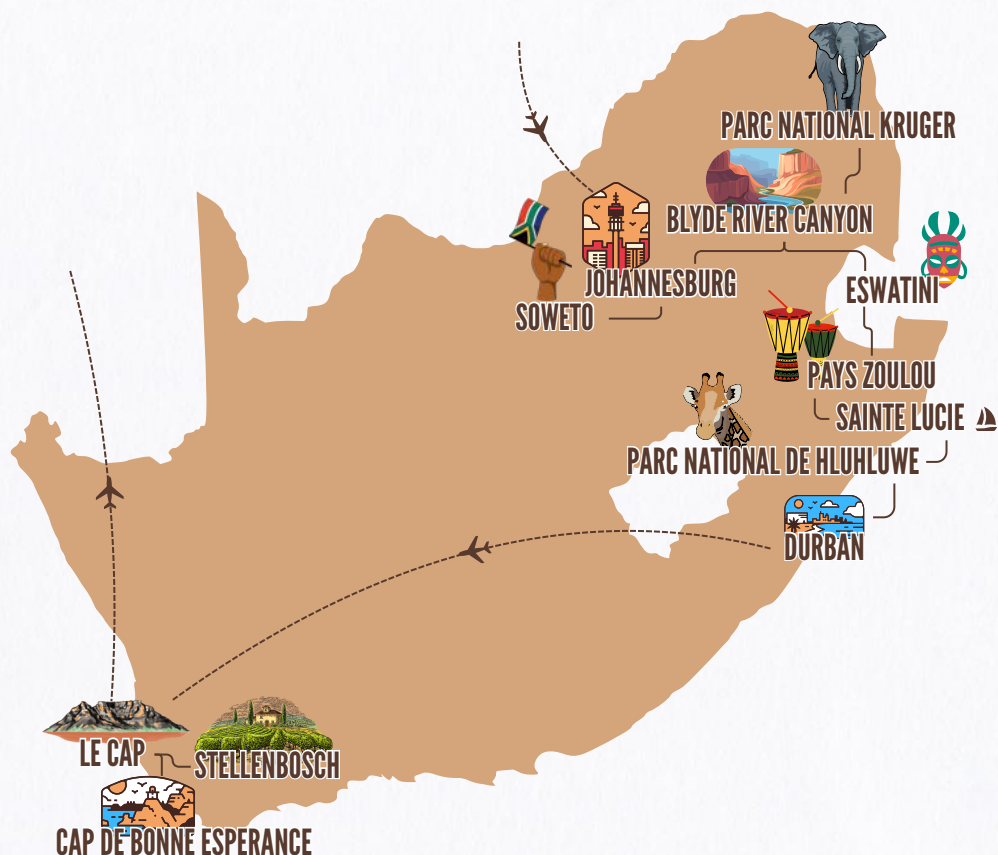 PARC NATIONAL KRUGER
BLYDE RIVER CANYON
JOHANNESBURG
ESWATINI
SOWETO
PAYS ZOULOU
SAINTE LUCIE
PARC NATIONAL DE HLUHLUWE
DURBAN
LE CAP
STELLENBOSCH
CAP DE BONNE ESPERANCE